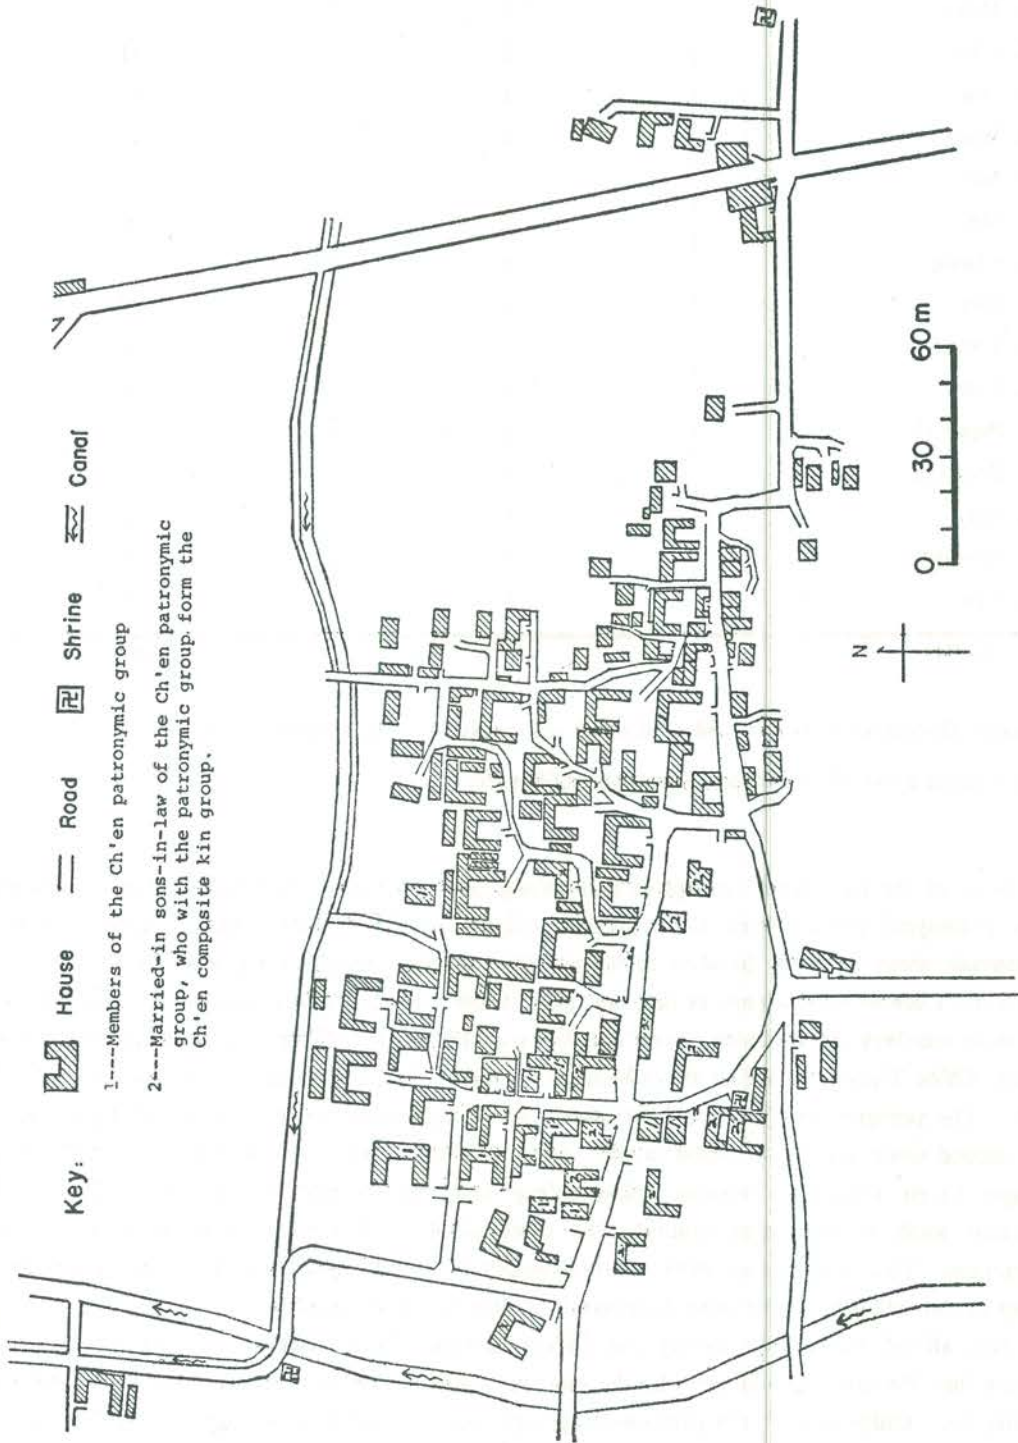 Key:
House
Road
卍 Shrine
Canal
1---Members of the Ch'en patronymic group
2---Married-in sons-in-law of the Ch'en patronymic
group, who with the patronymic group form the
Ch'en composite kin group.
N
0 30 60 m